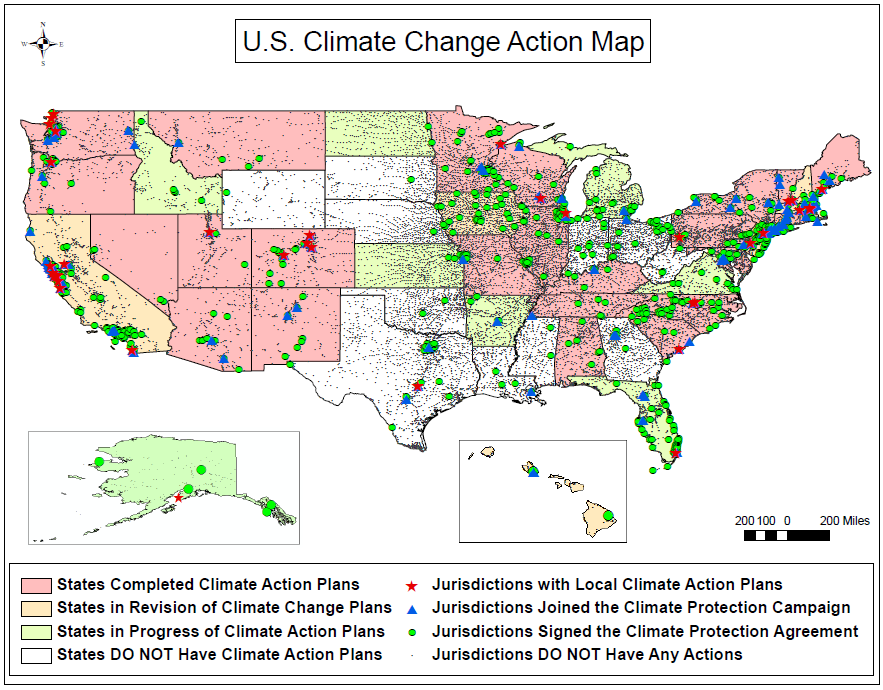 U.S. Climate Change Action Map
N
W E
S
200 100 0 200 Miles
States Completed Climate Action Plans
States in Revision of Climate Change Plans
States in Progress of Climate Action Plans
States DO NOT Have Climate Action Plans
Jurisdictions with Local Climate Action Plans
Jurisdictions Joined the Climate Protection Campaign
Jurisdictions Signed the Climate Protection Agreement
Jurisdictions DO NOT Have Any Actions